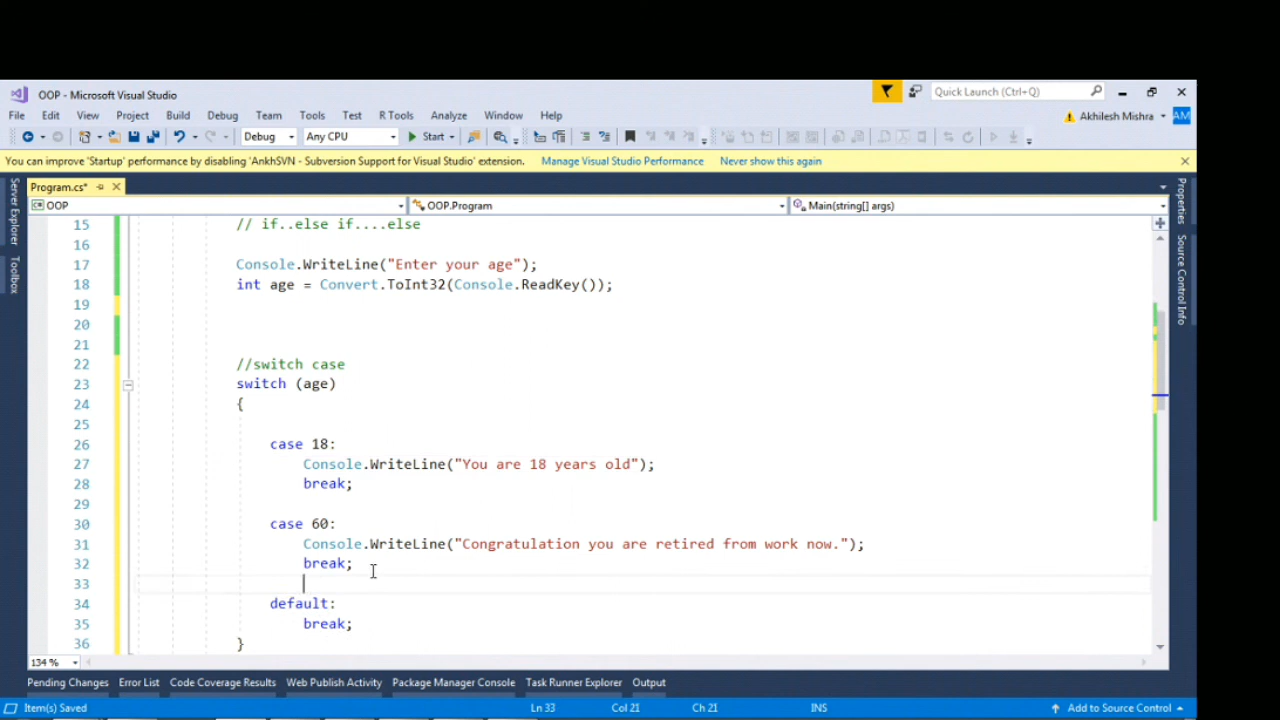 OOP - Microsoft Visual Studio
Quick Launch (Ctrl+Q)
File Edit View Project Build Debug Team Tools Test R Tools Analyze Window Help
Akhilesh Mishra AM
Debug Any CPU Start
You can improve 'Startup' performance by disabling 'AnkhSVN - Subversion Support for Visual Studio' extension. Manage Visual Studio Performance Never show this again
Server Explorer
Toolbox
Properties
Source Control Info
Program.cs*
OOP OOP.Program Main(string[] args)
15 // if..else if....else
16
17 Console.WriteLine("Enter your age");
18 int age = Convert.ToInt32(Console.ReadKey());
19
20
21
22 //switch case
23 switch (age)
24 {
25
26 case 18:
27 Console.WriteLine("You are 18 years old");
28 break;
29
30 case 60:
31 Console.WriteLine("Congratulation you are retired from work now.");
32 break;
33
34 default:
35 break;
36 }
134 %
Pending Changes Error List Code Coverage Results Web Publish Activity Package Manager Console Task Runner Explorer Output
Item(s) Saved Ln 33 Col 21 Ch 21 INS Add to Source Control